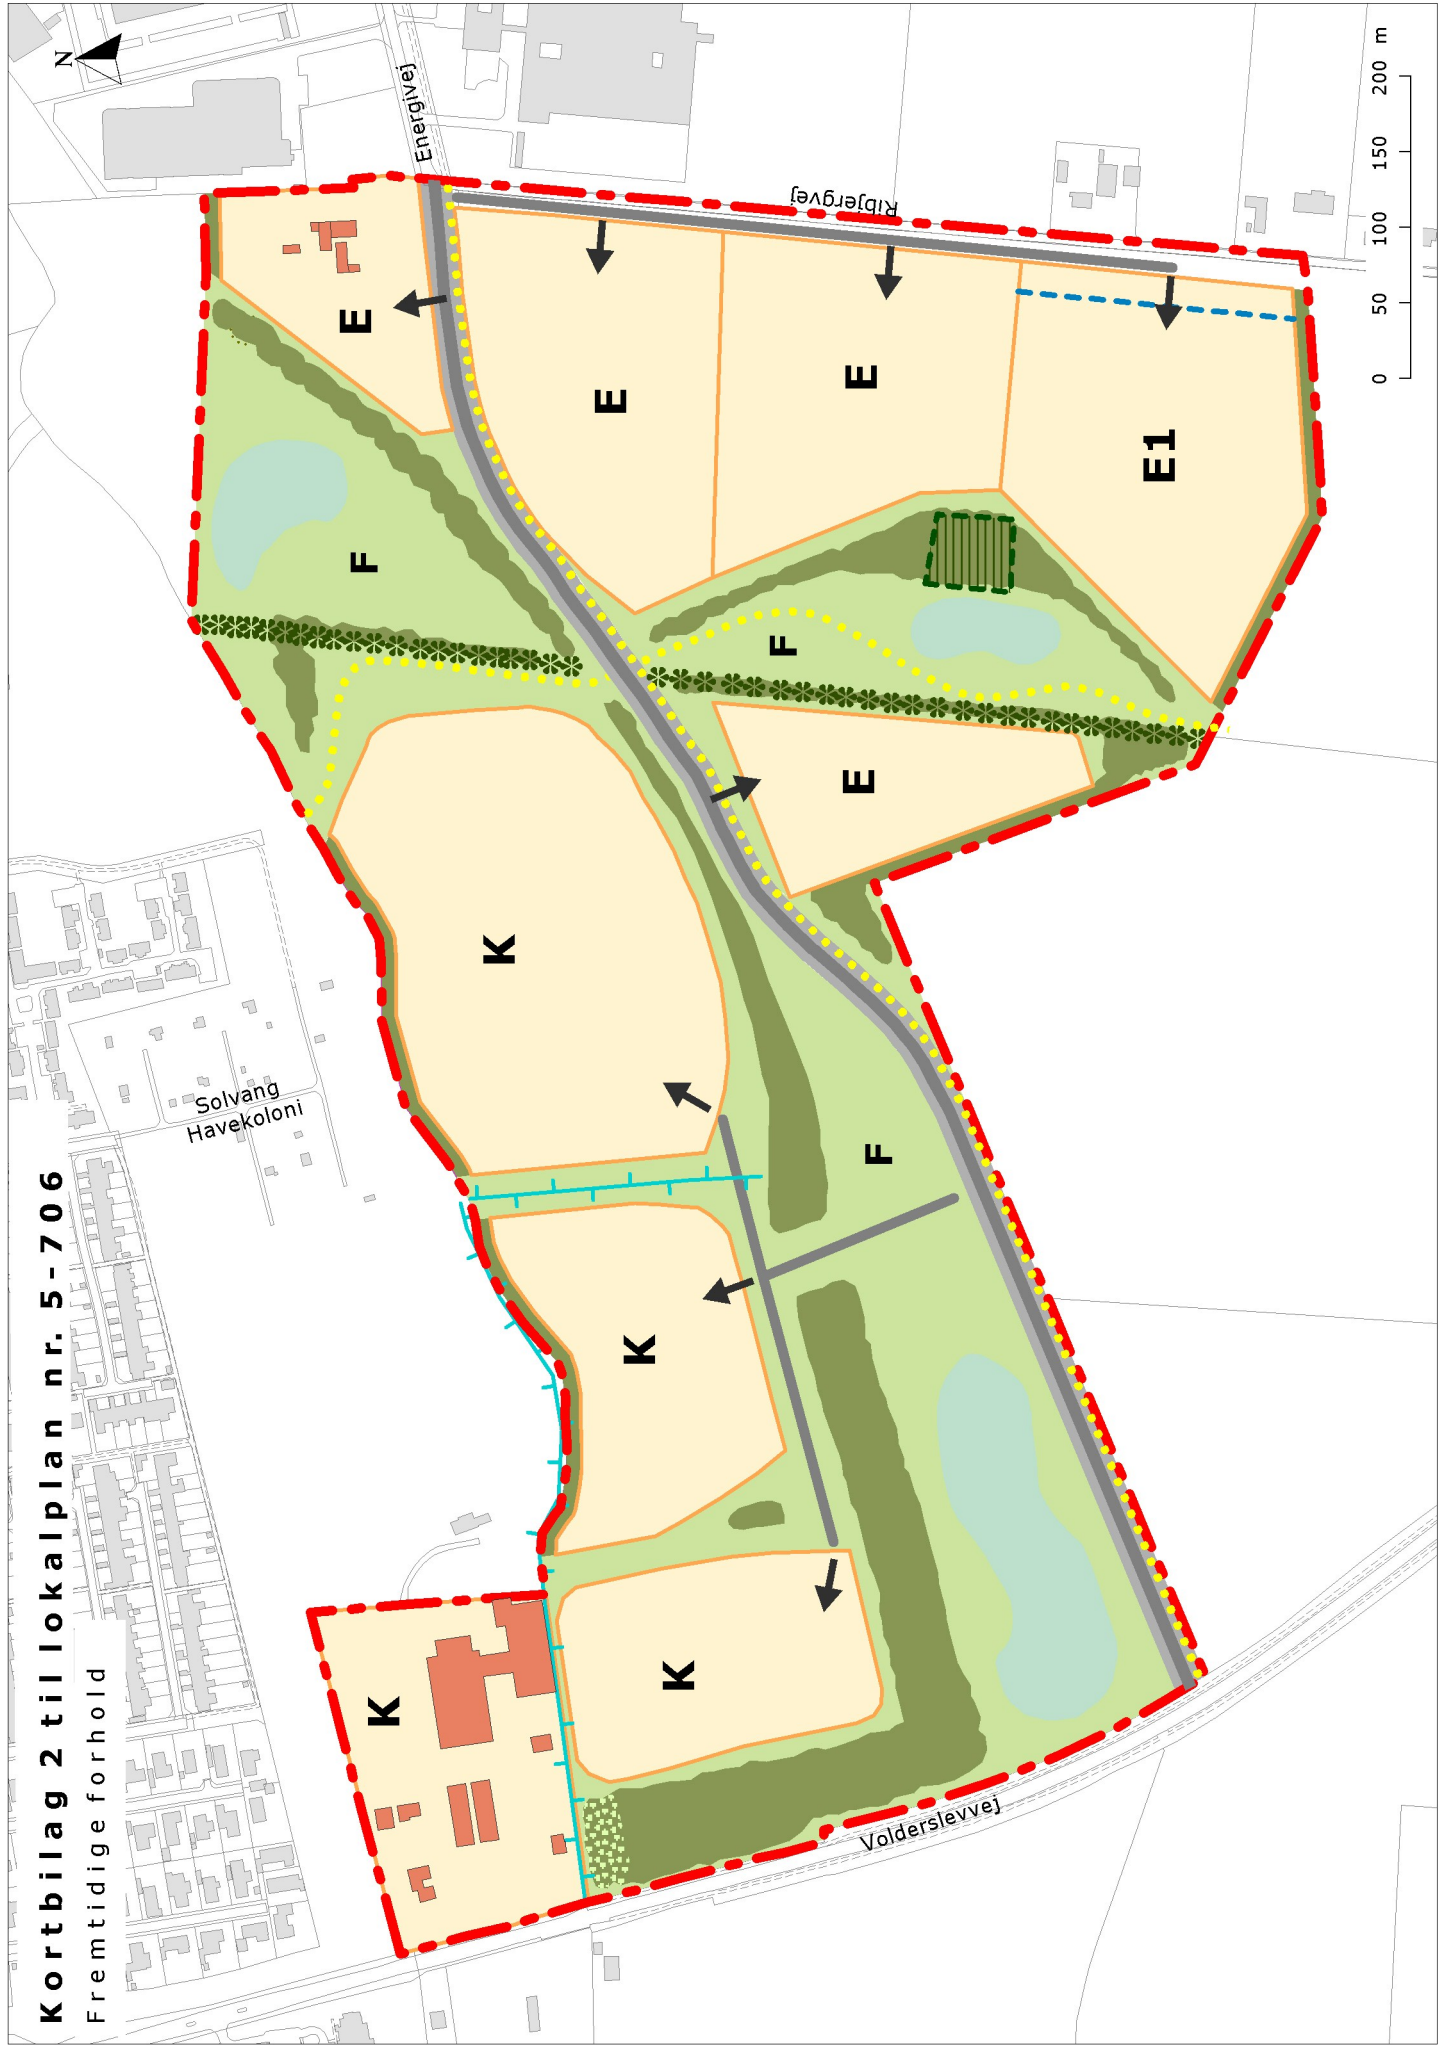 Kortbilag 2 til lokalplan nr. 5-706
Fremtidige forhold
N
Energivej
Ribjergvej
Solvang
Havekoloni
Volderslevvej
E
E
E
E1
E
F
F
F
K
K
K
K
0 50 100 150 200 m